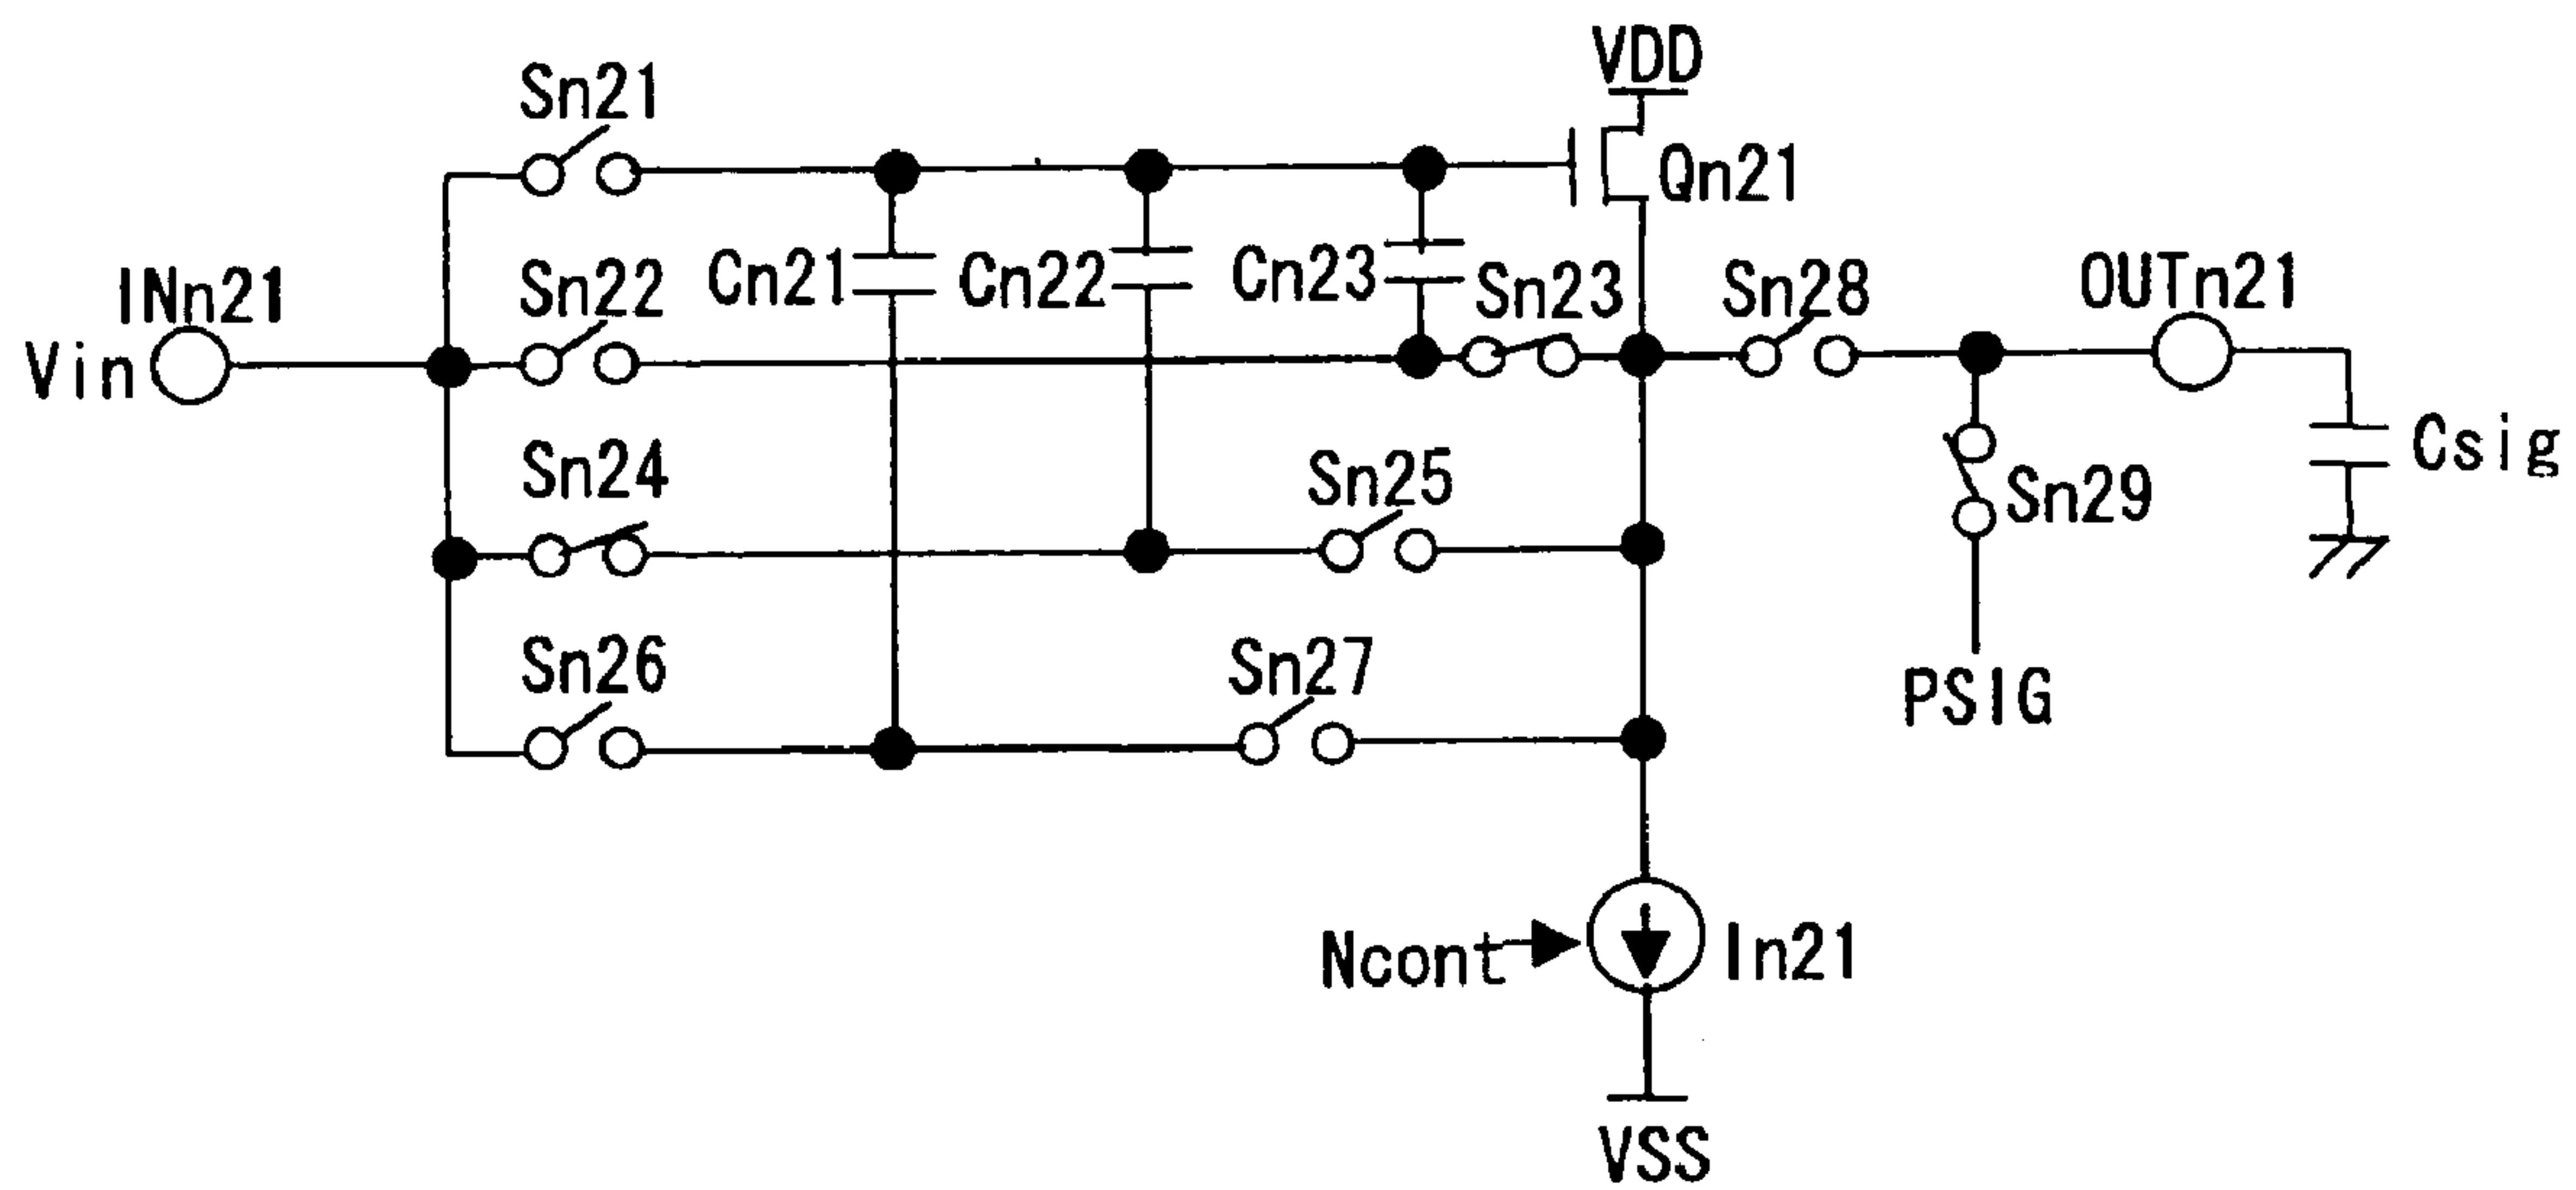 VDD
Sn21
Qn21
INn21
Vin
Sn22
Cn21
Cn22
Cn23
Sn23
Sn28
OUTn21
Csig
Sn24
Sn25
Sn29
Sn26
Sn27
PSIG
Ncont
In21
VSS